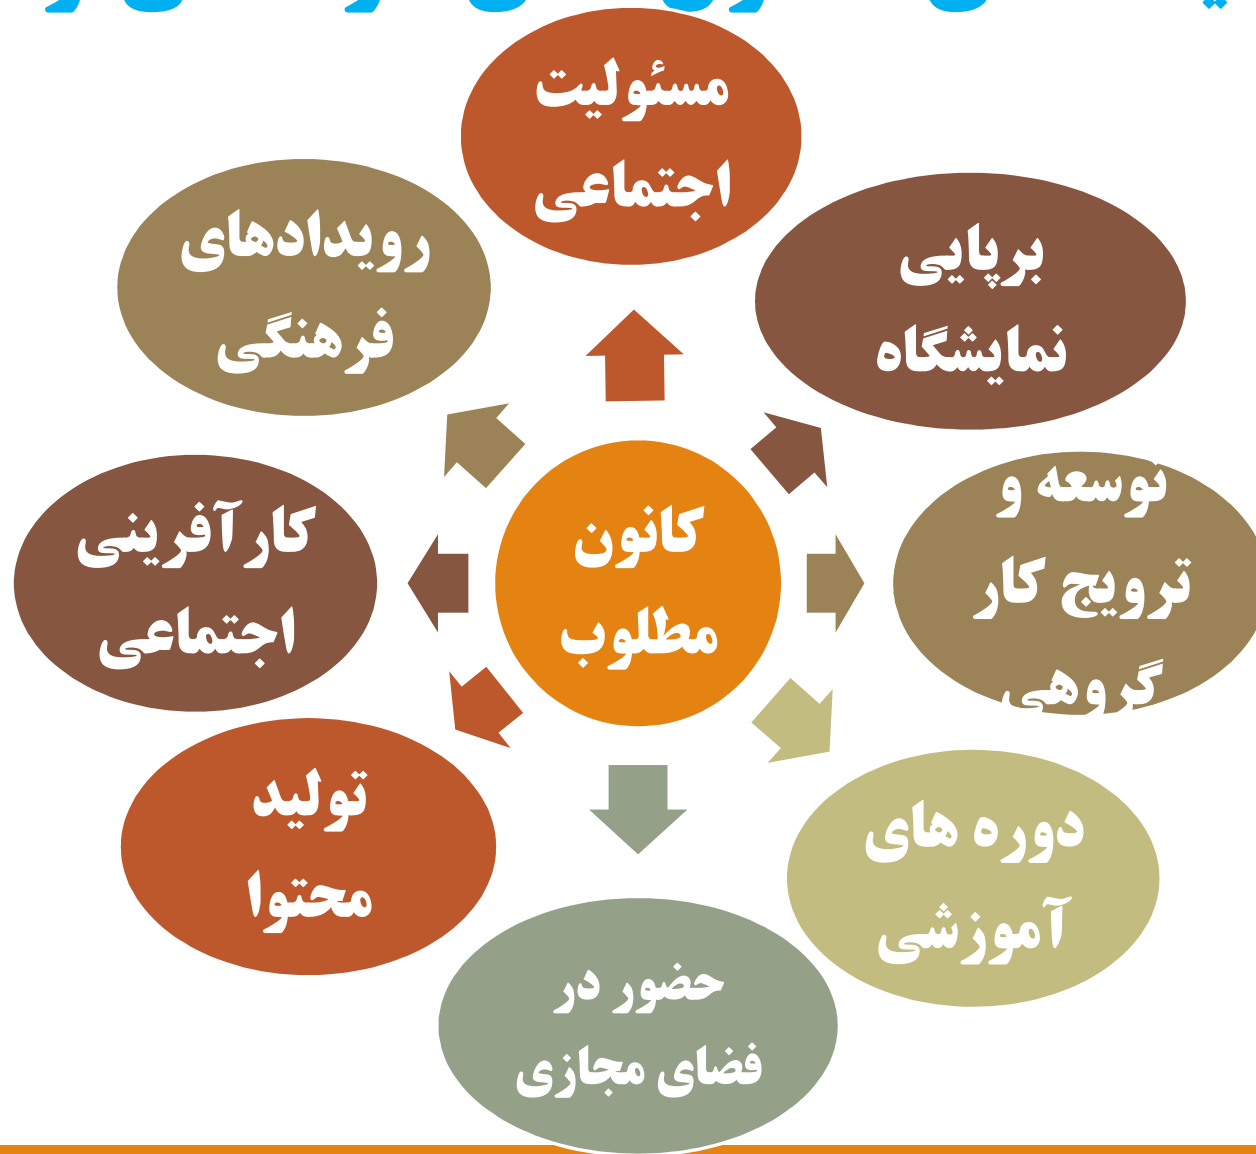 مسئولیت
اجتماعی
برپایی
نمایشگاه
توسعه و
ترویج کار
گروهی
دوره های
آموزشی
حضور در
فضای مجازی
تولید
محتوا
کارآفرینی
اجتماعی
رویدادهای
فرهنگی
کانون
مطلوب